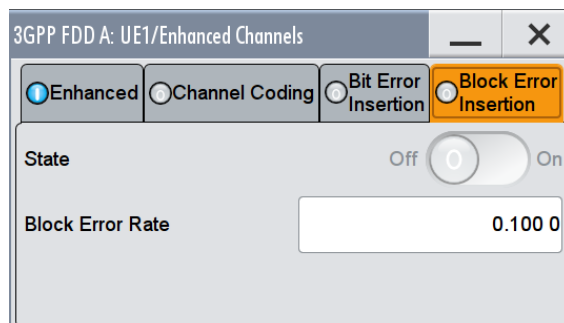 3GPP FDD A: UE1/Enhanced Channels
Enhanced
Channel Coding
Bit Error
Insertion
Block Error
Insertion
State
Off
0
On
Block Error Rate
0.100 0